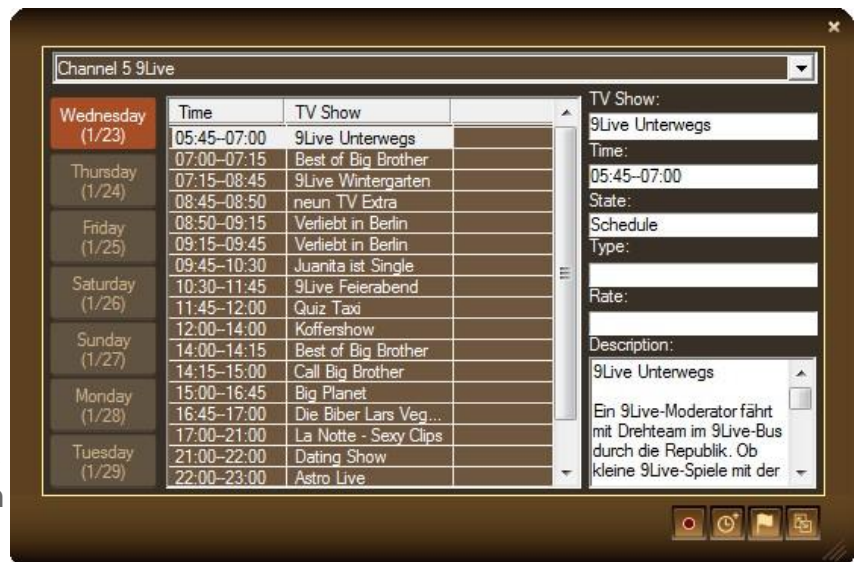 Channel 5 9Live
Wednesday
(1/23)
Thursday
(1/24)
Friday
(1/25)
Saturday
(1/26)
Sunday
(1/27)
Monday
(1/28)
Tuesday
(1/29)
Time TV Show
05:45--07:00 9Live Unterwegs
07:00--07:15 Best of Big Brother
07:15--08:45 9Live Wintergarten
08:45--08:50 neun TV Extra
08:50--09:15 Verliebt in Berlin
09:15--09:45 Verliebt in Berlin
09:45--10:30 Juanita ist Single
10:30--11:45 9Live Feierabend
11:45--12:00 Quiz Taxi
12:00--14:00 Koffershow
14:00--14:15 Best of Big Brother
14:15--15:00 Call Big Brother
15:00--16:45 Big Planet
16:45--17:00 Die Biber Lars Veg...
17:00--21:00 La Notte - Sexy Clips
21:00--22:00 Dating Show
22:00--23:00 Astro Live
TV Show:
9Live Unterwegs
Time:
05:45--07:00
State:
Schedule
Type:
Rate:
Description:
9Live Unterwegs
Ein 9Live-Moderator fährt
mit Drehteam im 9Live-Bus
durch die Republik. Ob
kleine 9Live-Spiele mit der